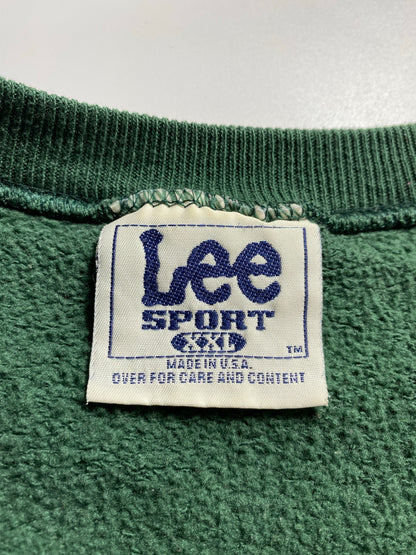 Lee
SPORT
XXL
TM
MADE IN U.S.A.
OVER FOR CARE AND CONTENT